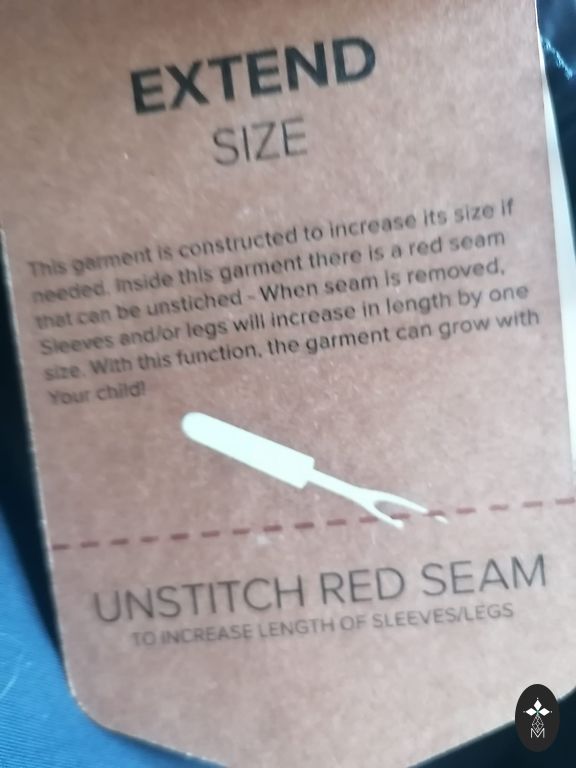 EXTEND
SIZE
This garment is constructed to increase its size if
needed. Inside this garment there is a red seam
that can be unstiched - When seam is removed,
Sleeves and/or legs will increase in length by one
size. With this function, the garment can grow with
Your child!
UNSTITCH RED SEAM
TO INCREASE LENGTH OF SLEEVES/LEGS
M